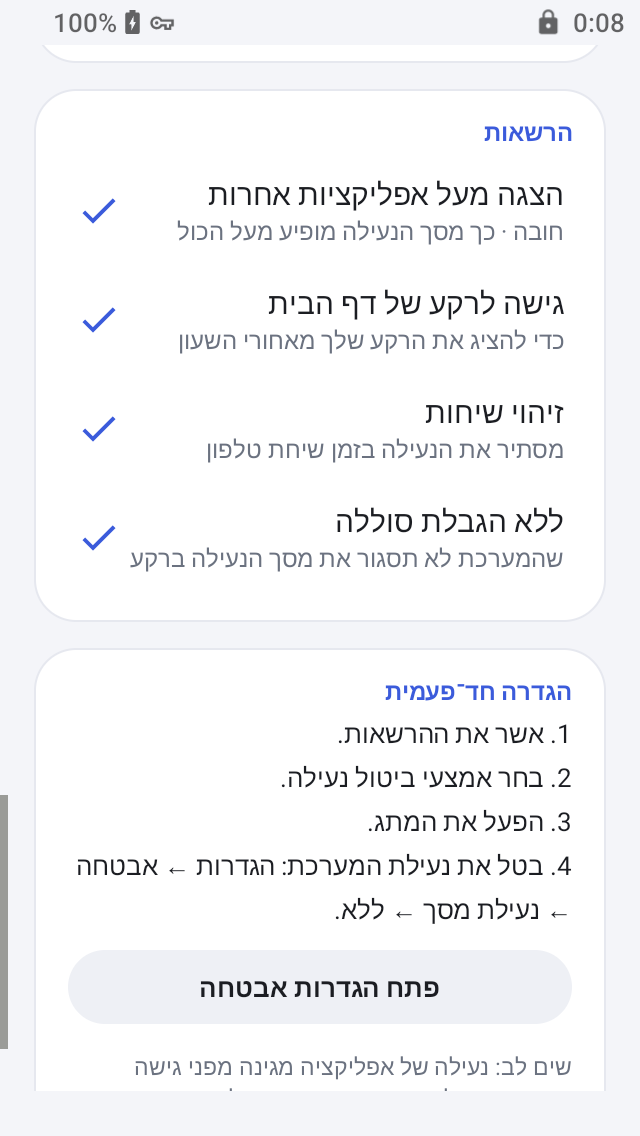 100% 0:08
הרשאות
הצגה מעל אפליקציות אחרות
חובה · כך מסך הנעילה מופיע מעל הכול
גישה לרקע של דף הבית
כדי להציג את הרקע שלך מאחורי השעון
זיהוי שיחות
מסתיר את הנעילה בזמן שיחת טלפון
ללא הגבלת סוללה
שהמערכת לא תסגור את מסך הנעילה ברקע
הגדרה חד־פעמית
1. אשר את ההרשאות.
2. בחר אמצעי ביטול נעילה.
3. הפעל את המתג.
4. בטל את נעילת המערכת: הגדרות ← אבטחה
← נעילת מסך ← ללא.
פתח הגדרות אבטחה
שים לב: נעילה של אפליקציה מגינה מפני גישה